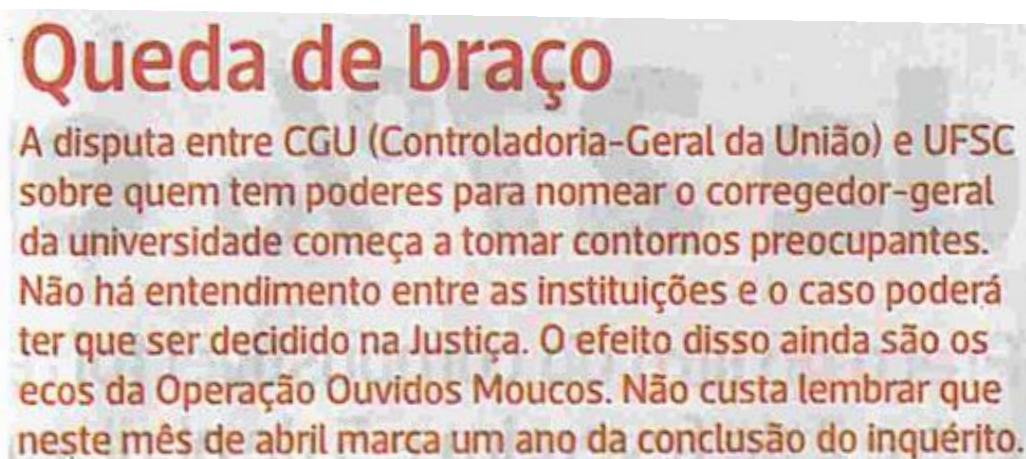 Queda de braço
A disputa entre CGU (Controladoria-Geral da União) e UFSC
sobre quem tem poderes para nomear o corregedor-geral
da universidade começa a tomar contornos preocupantes.
Não há entendimento entre as instituições e o caso poderá
ter que ser decidido na Justiça. O efeito disso ainda são os
ecos da Operação Ouvidos Moucos. Não custa lembrar que
neste mês de abril marca um ano da conclusão do inquérito.